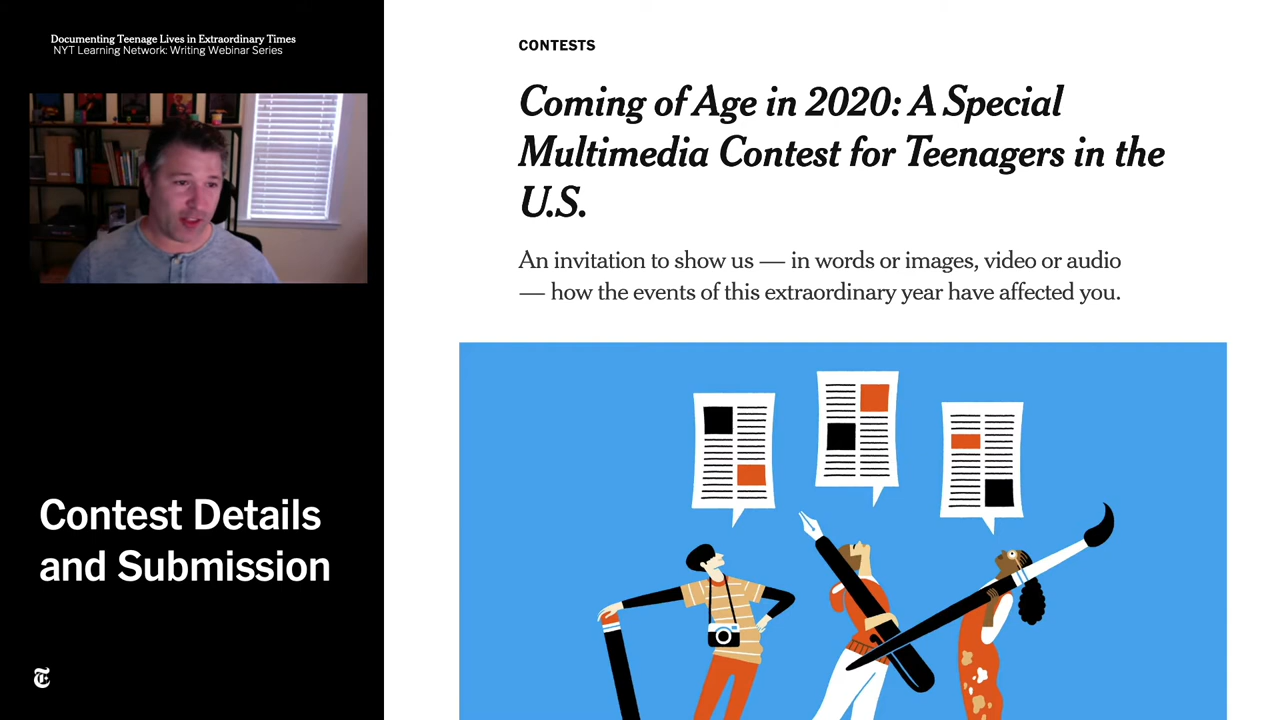 Documenting Teenage Lives in Extraordinary Times
NYT Learning Network: Writing Webinar Series
Contest Details
and Submission
CONTESTS
Coming of Age in 2020: A Special
Multimedia Contest for Teenagers in the
U.S.
An invitation to show us — in words or images, video or audio
— how the events of this extraordinary year have affected you.